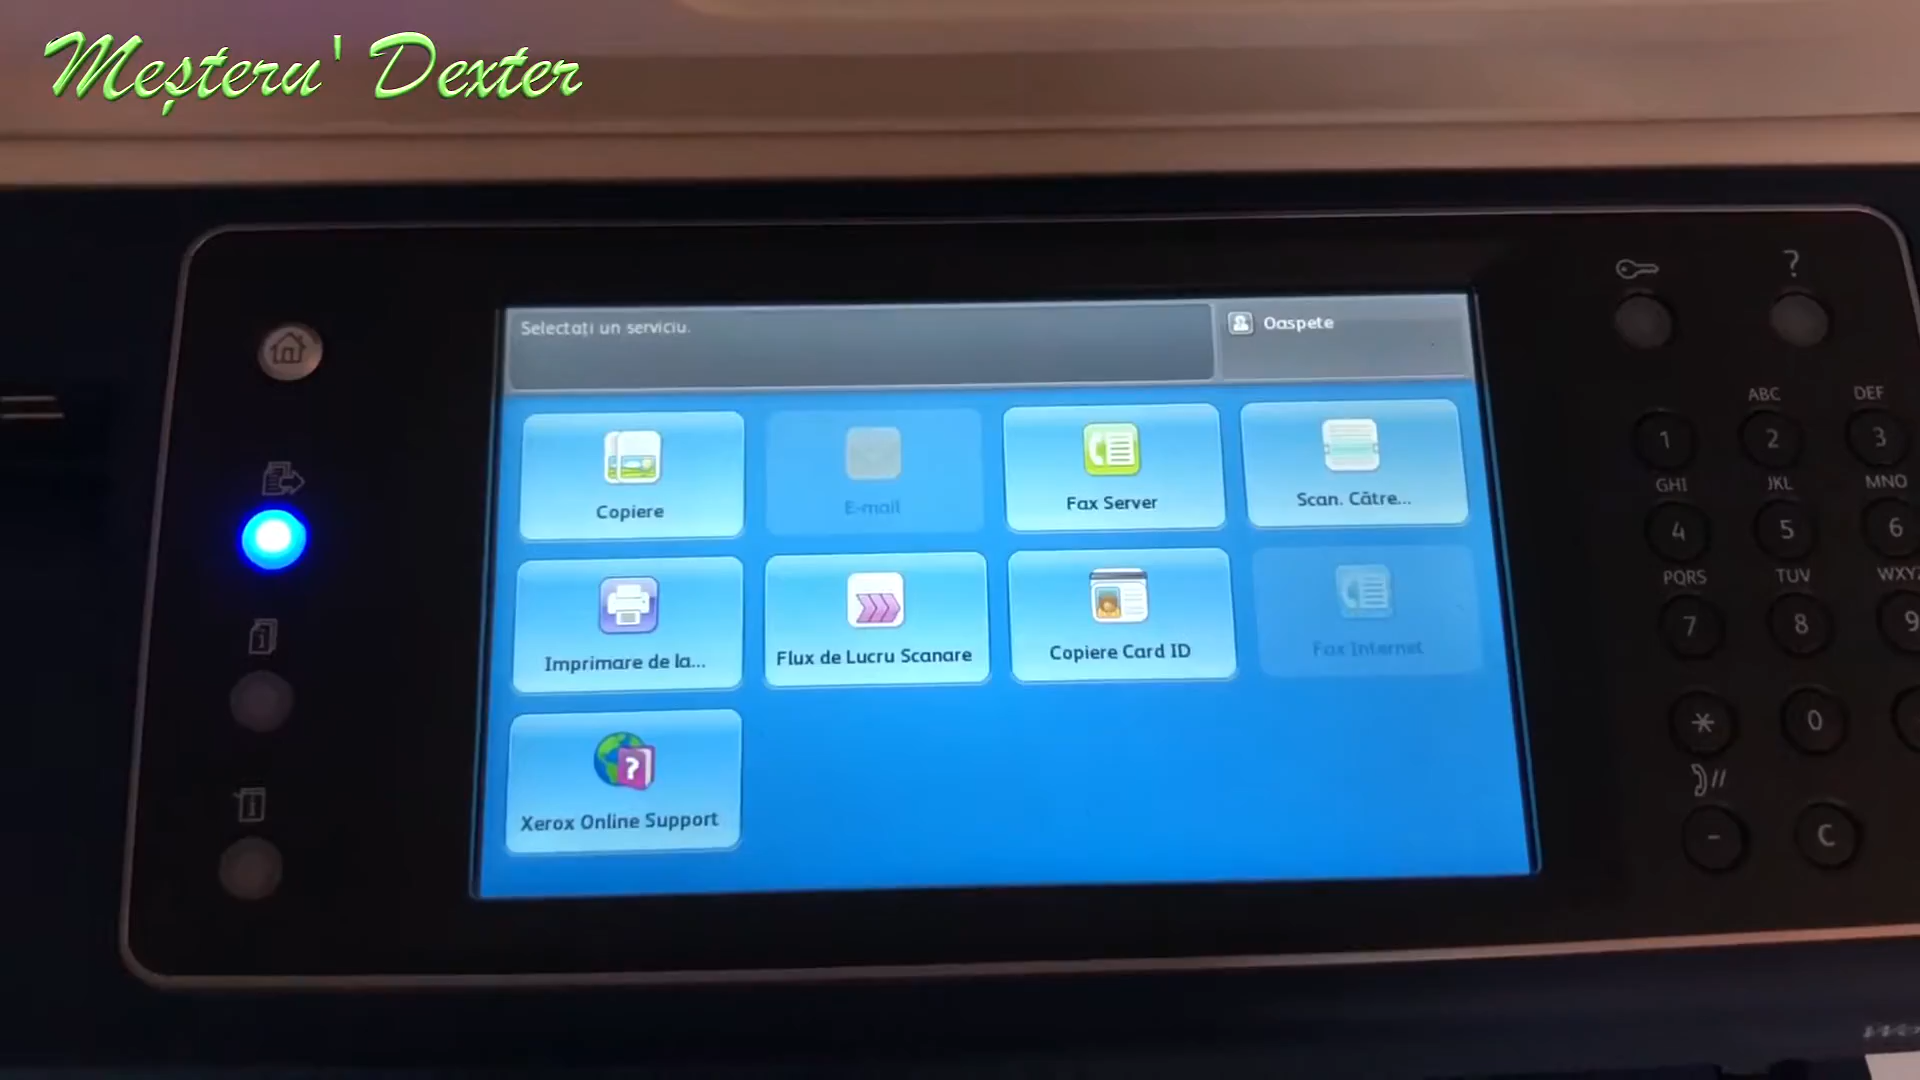 Meșteru' Dexter
Selectați un serviciu.
Oaspete
Copiere
E-mail
Fax Server
Scan. Către...
Imprimare de la...
Flux de Lucru Scanare
Copiere Card ID
Fax Internet
Xerox Online Support
?
ABC
DEF
1
2
3
GHI
JKL
MNO
4
5
6
PQRS
TUV
WXYZ
7
8
9
*
0
-
C